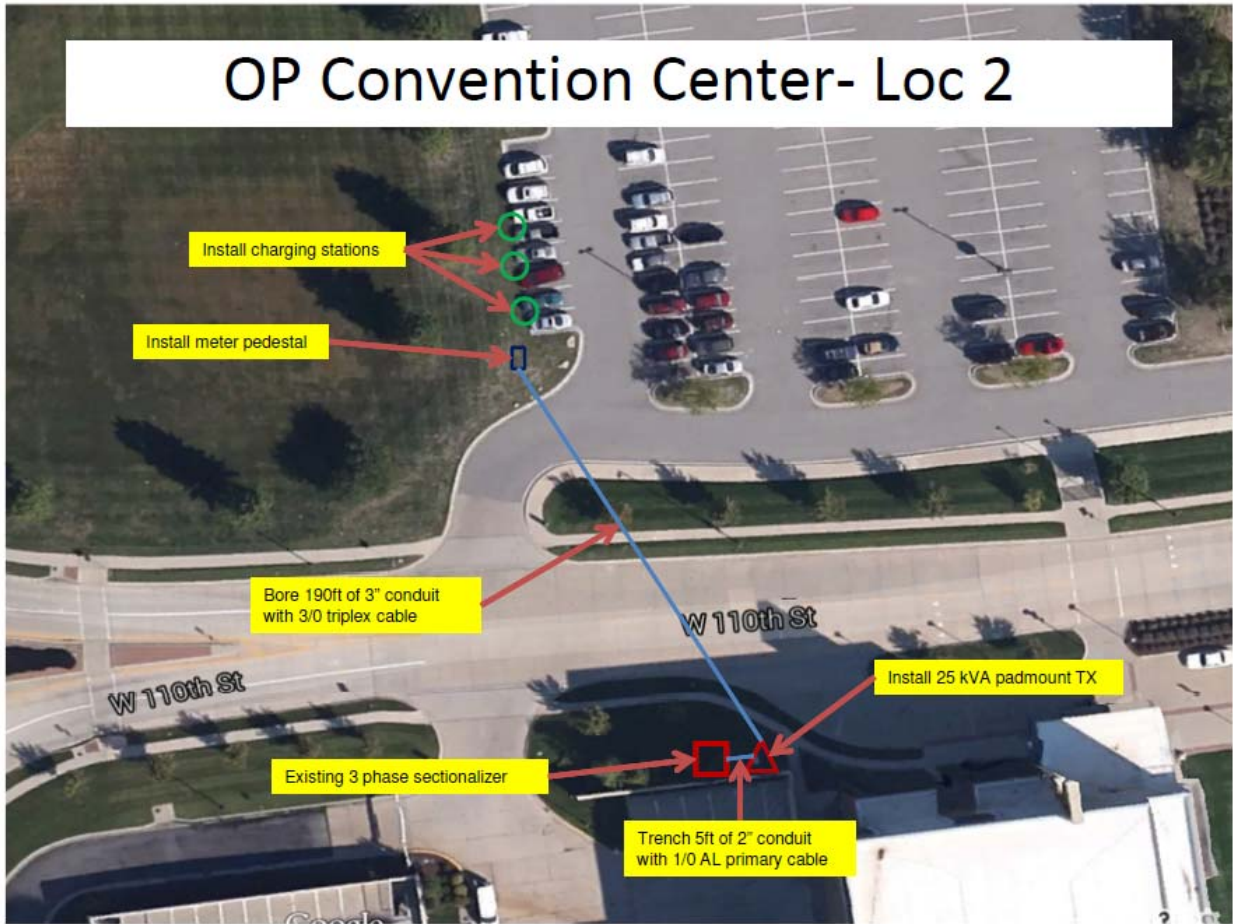 OP Convention Center- Loc 2
Install charging stations
Install meter pedestal
Bore 190ft of 3” conduit
with 3/0 triplex cable
W 110th St
W 110th St
Install 25 kVA padmount TX
Existing 3 phase sectionalizer
Trench 5ft of 2” conduit
with 1/0 AL primary cable
Google